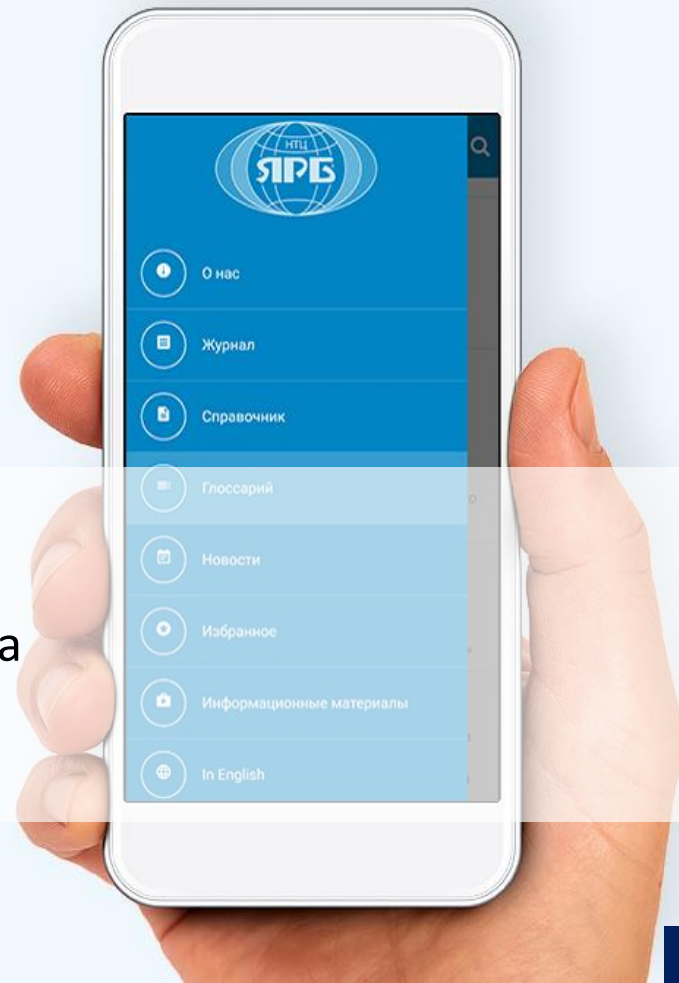 НТЦ
ЯРБ
О нас
Журнал
Справочник
Глоссарий
Новости
а
Избранное
Информационные материалы
In English